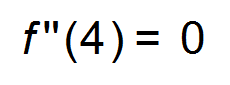 f"(4) = 0